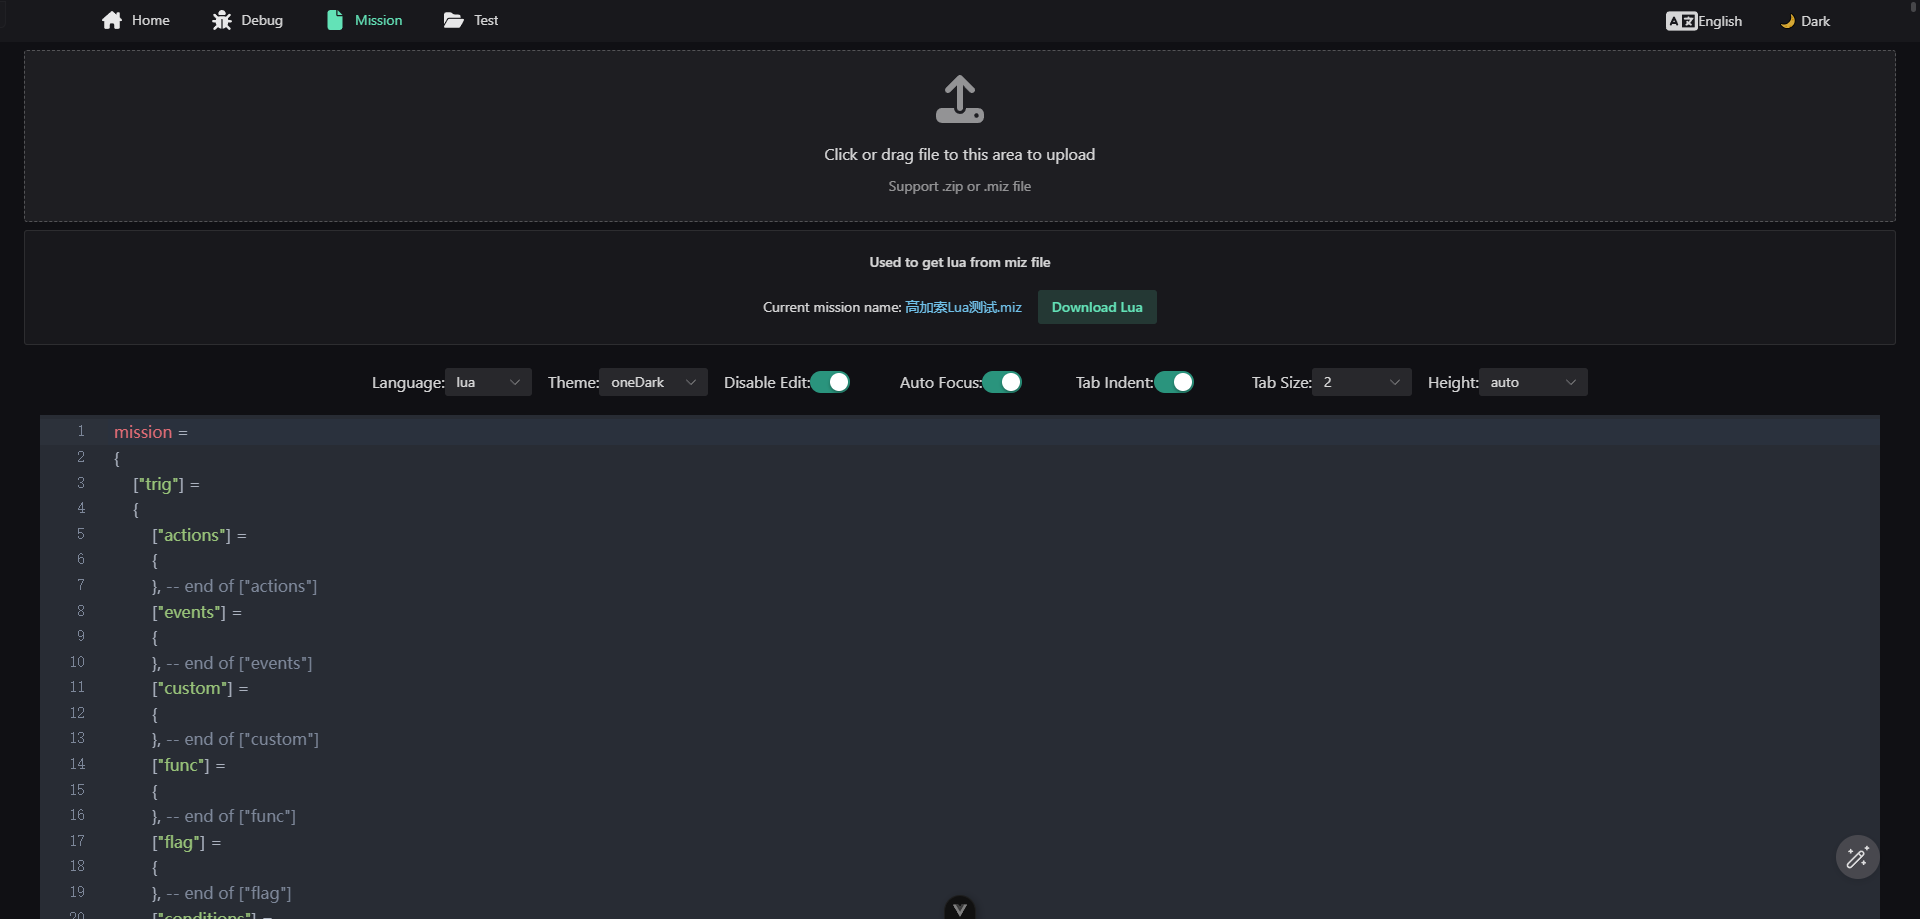 Home Debug Mission Test English Dark
Click or drag file to this area to upload
Support .zip or .miz file
Used to get lua from miz file
Current mission name: 高加索Lua测试.miz Download Lua
Language: lua Theme: oneDark Disable Edit: Auto Focus: Tab Indent: Tab Size: 2 Height: auto
1 mission =
2 {
3 ["trig"] =
4 {
5 ["actions"] =
6 {
7 }, -- end of ["actions"]
8 ["events"] =
9 {
10 }, -- end of ["events"]
11 ["custom"] =
12 {
13 }, -- end of ["custom"]
14 ["func"] =
15 {
16 }, -- end of ["func"]
17 ["flag"] =
18 {
19 }, -- end of ["flag"]
20 ["conditions"] =